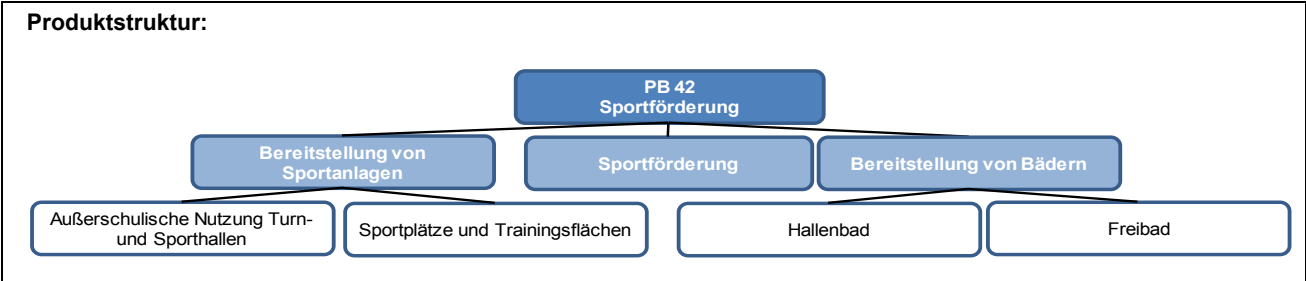 Produktstruktur:
PB 42
Sportförderung
Bereitstellung von
Sportanlagen
Sportförderung
Bereitstellung von Bädern
Außerschulische Nutzung Turn-
und Sporthallen
Sportplätze und Trainingsflächen
Hallenbad
Freibad